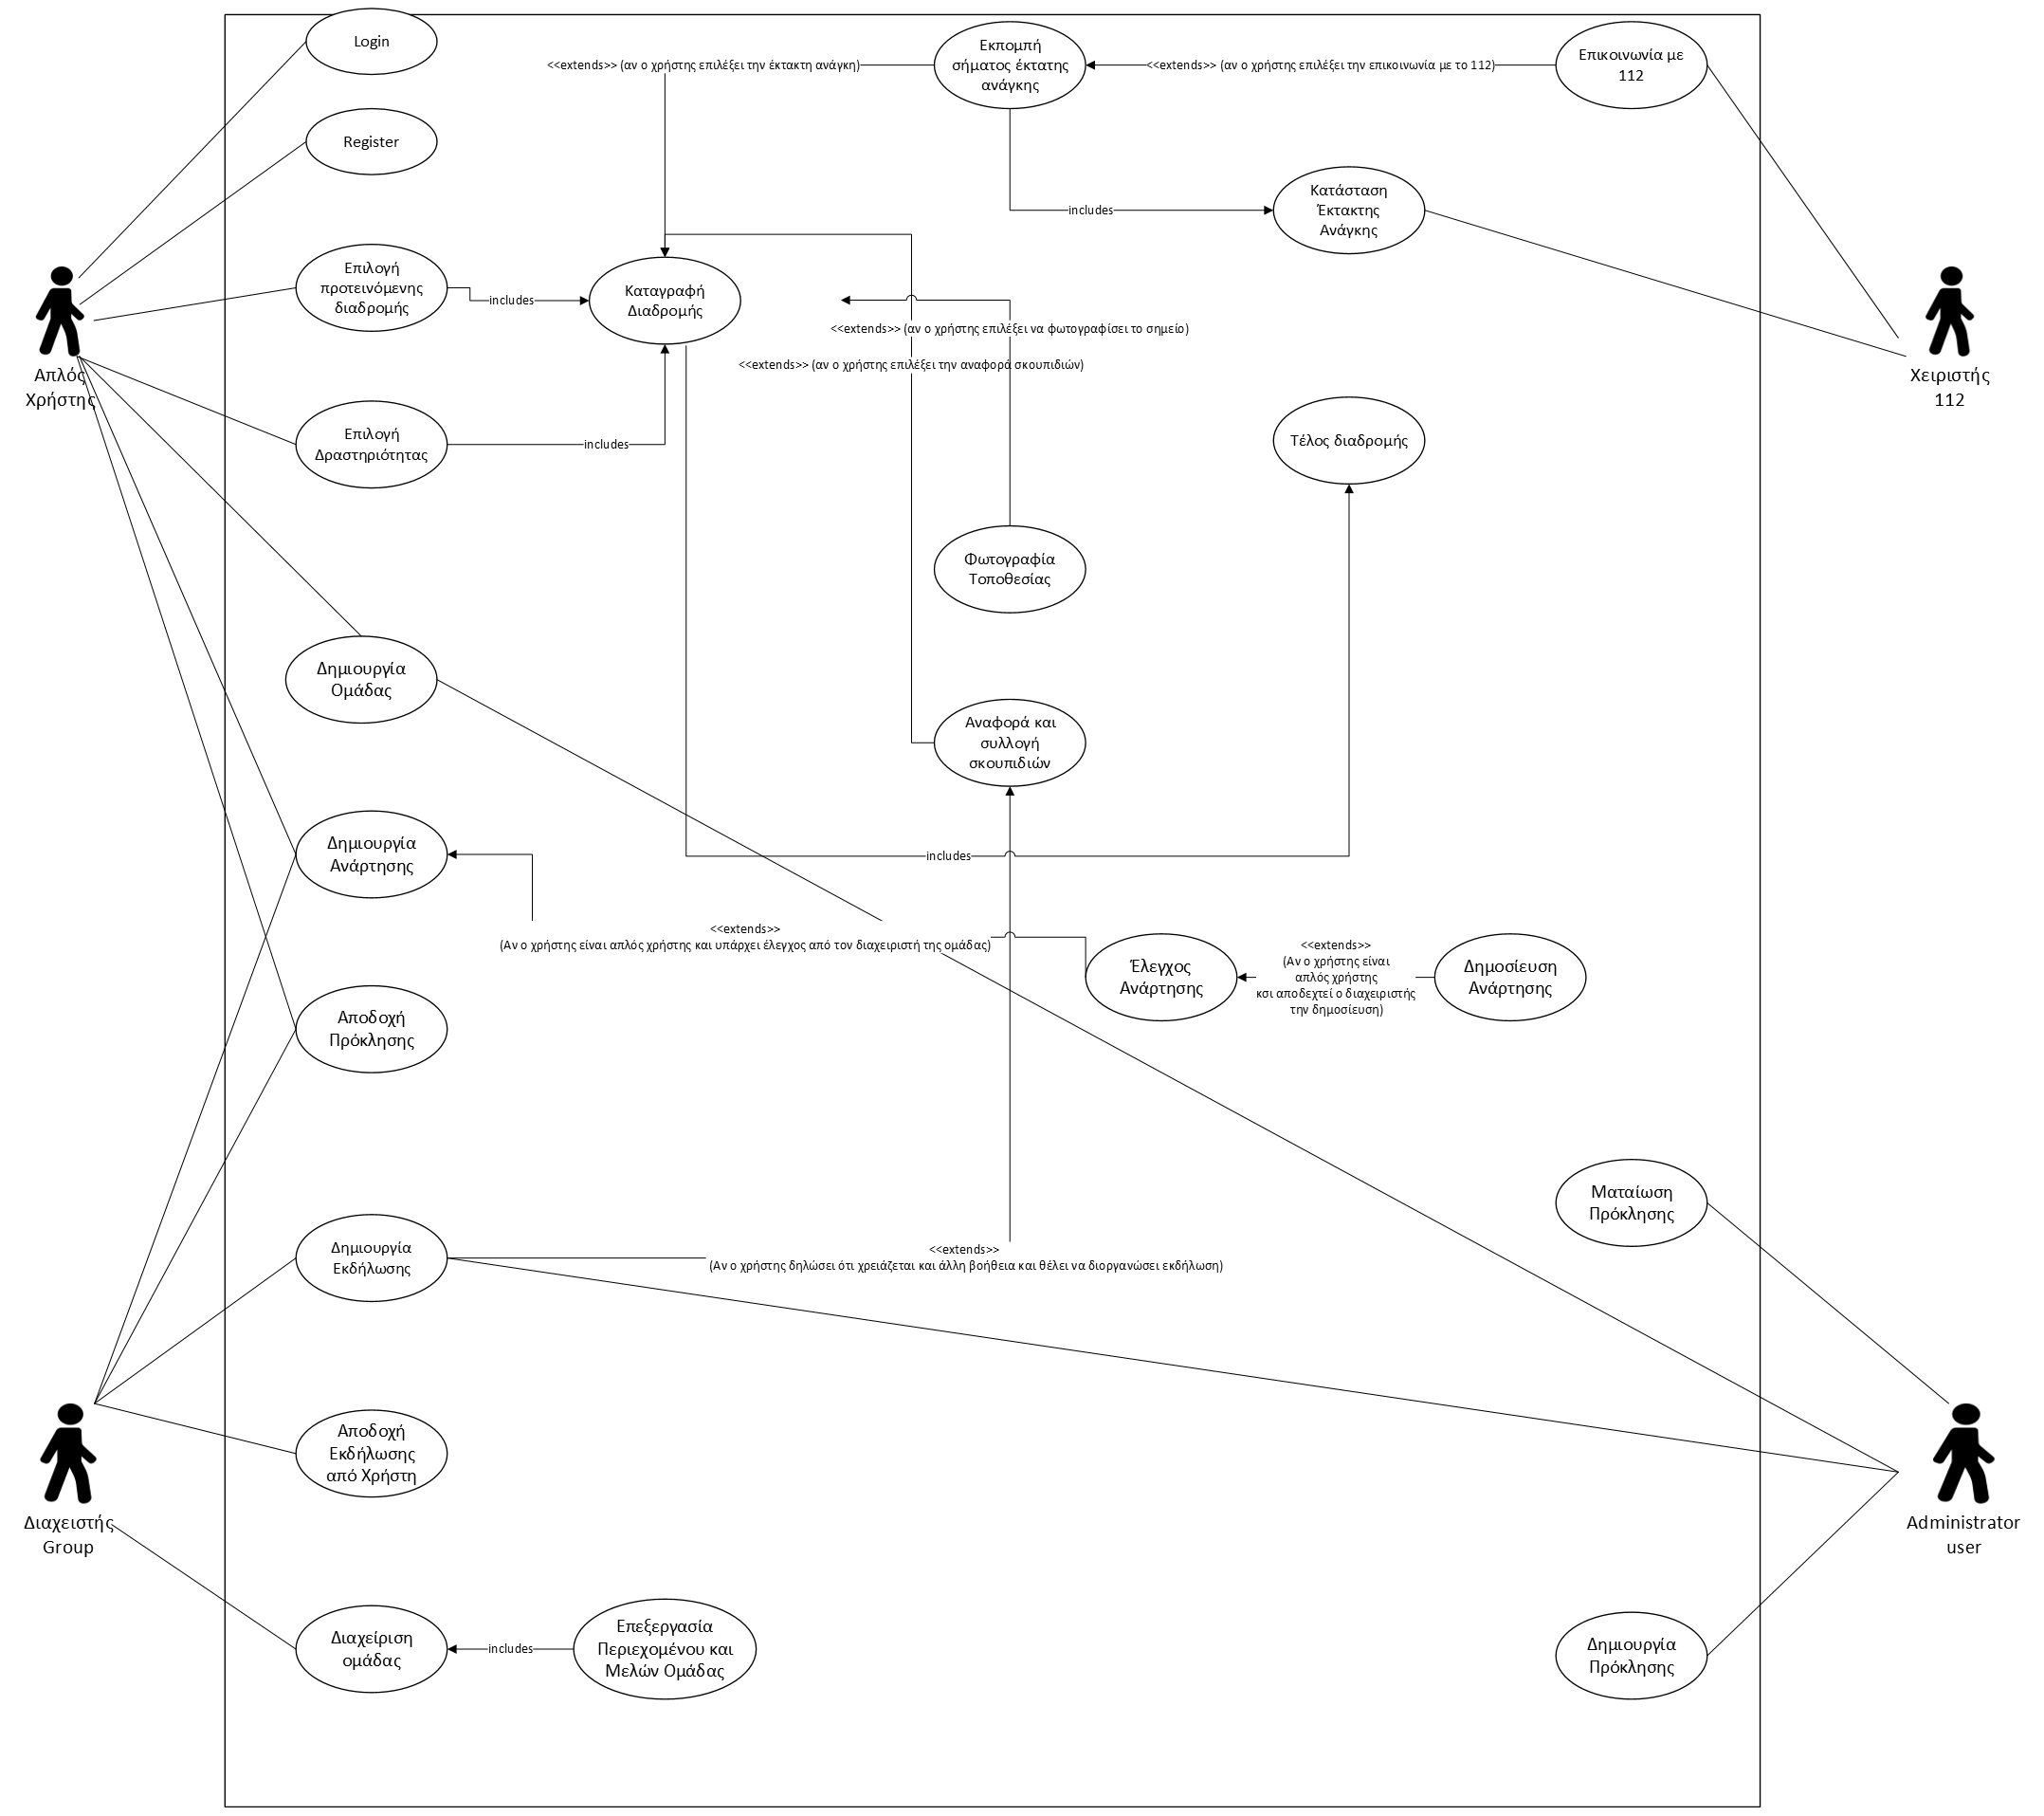 Login
Εκπομπή
σήματος έκτατης
ανάγκης
Επικοινωνία με
112
<<extends>> (αν ο χρήστης επιλέξει την έκτακτη ανάγκη)
<<extends>> (αν ο χρήστης επιλέξει την επικοινωνία με το 112)
Register
Κατάσταση
Έκτακτης
Ανάγκης
includes
Επιλογή
προτεινόμενης
διαδρομής
includes
Καταγραφή
Διαδρομής
<<extends>> (αν ο χρήστης επιλέξει να φωτογραφίσει το σημείο)
<<extends>> (αν ο χρήστης επιλέξει την αναφορά σκουπιδιών)
Απλός
Χρήστης
Χειριστής
112
Επιλογή
Δραστηριότητας
includes
Τέλος διαδρομής
Φωτογραφία
Τοποθεσίας
Δημιουργία
Ομάδας
Αναφορά και
συλλογή
σκουπιδιών
Δημιουργία
Ανάρτησης
includes
<<extends>>
(Αν ο χρήστης είναι απλός χρήστης και υπάρχει έλεγχος από τον διαχειριστή της ομάδας)
Έλεγχος
Ανάρτησης
<<extends>>
(Αν ο χρήστης είναι
απλός χρήστης
κσι αποδεχτεί ο διαχειριστής
την δημοσίευση)
Δημοσίευση
Ανάρτησης
Αποδοχή
Πρόκλησης
Ματαίωση
Πρόκλησης
Δημιουργία
Εκδήλωσης
<<extends>>
(Αν ο χρήστης δηλώσει ότι χρειάζεται και άλλη βοήθεια και θέλει να διοργανώσει εκδήλωση)
Αποδοχή
Εκδήλωσης
από Χρήστη
Διαχειστής
Group
Administrator
user
Διαχείριση
ομάδας
includes
Επεξεργασία
Περιεχομένου και
Μελών Ομάδας
Δημιουργία
Πρόκλησης